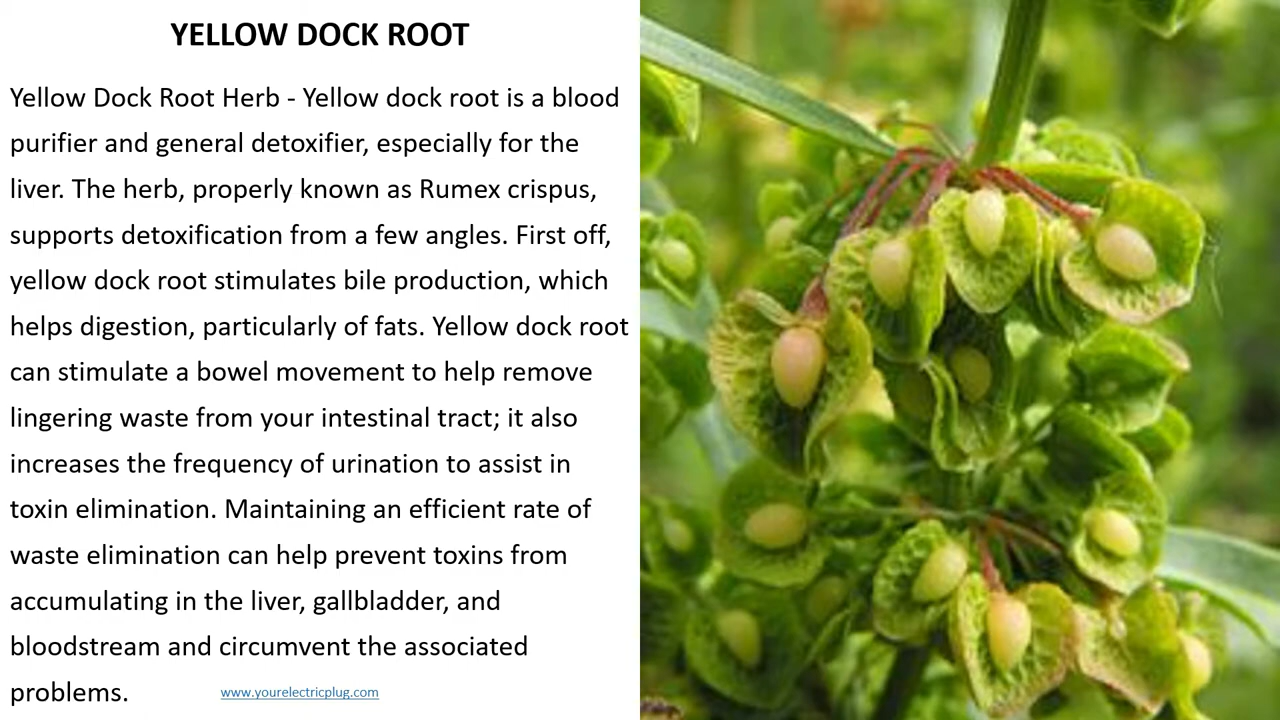 YELLOW DOCK ROOT
Yellow Dock Root Herb - Yellow dock root is a blood
purifier and general detoxifier, especially for the
liver. The herb, properly known as Rumex crispus,
supports detoxification from a few angles. First off,
yellow dock root stimulates bile production, which
helps digestion, particularly of fats. Yellow dock root
can stimulate a bowel movement to help remove
lingering waste from your intestinal tract; it also
increases the frequency of urination to assist in
toxin elimination. Maintaining an efficient rate of
waste elimination can help prevent toxins from
accumulating in the liver, gallbladder, and
bloodstream and circumvent the associated
problems. www.yourelectricplug.com